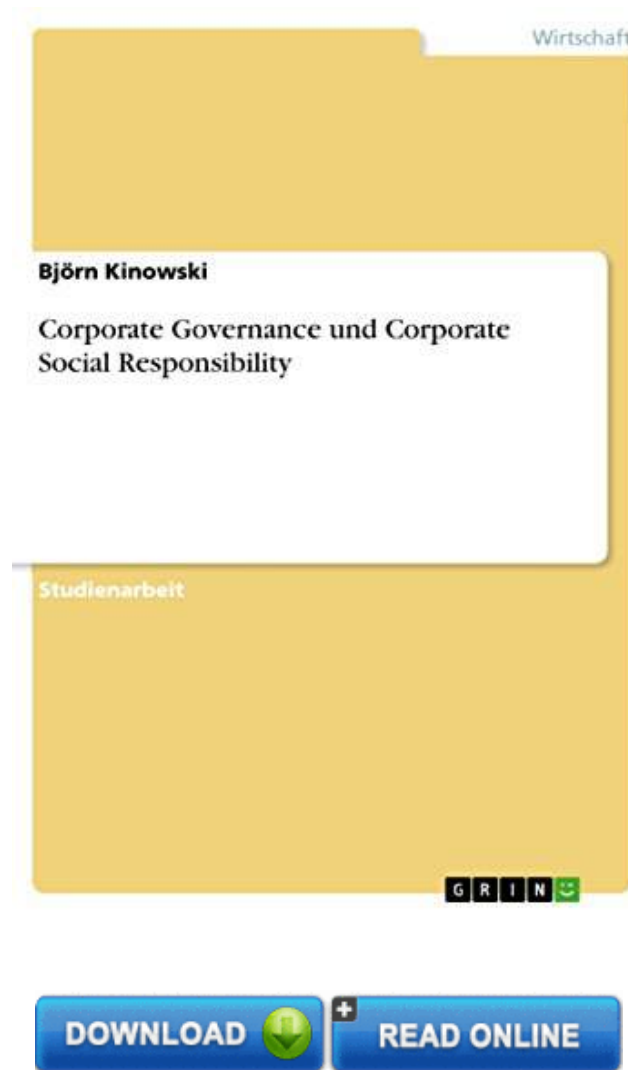 Wirtschaft
Björn Kinowski
Corporate Governance und Corporate
Social Responsibility
Studienarbeit
GRIN
DOWNLOAD
READ ONLINE